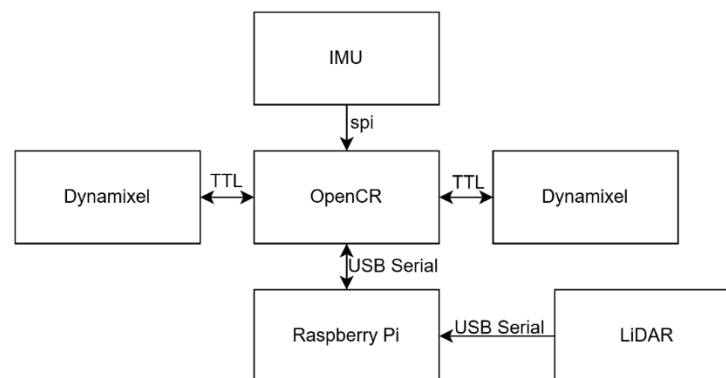 IMU
spi
Dynamixel
TTL
OpenCR
TTL
Dynamixel
USB Serial
Raspberry Pi
USB Serial
LiDAR